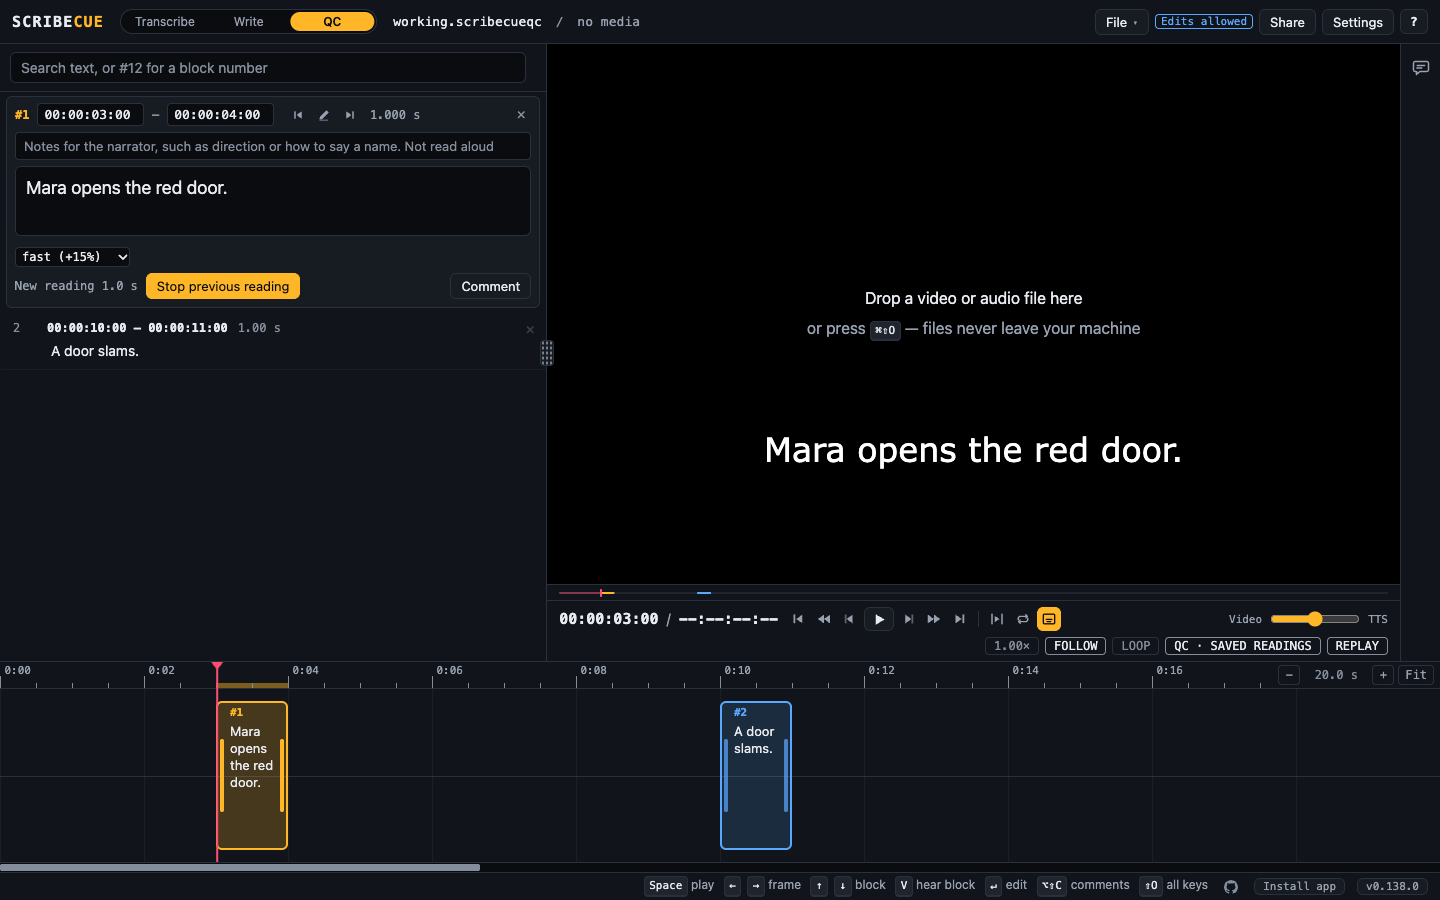 SCRIBECUE Transcribe Write QC working.scribecueqc / no media File Edits allowed Share Settings ?
Search text, or #12 for a block number
#1 00:00:03:00 – 00:00:04:00 1.000 s ×
Notes for the narrator, such as direction or how to say a name. Not read aloud
Mara opens the red door.
fast (+15%)
New reading 1.0 s Stop previous reading Comment
2 00:00:10:00 – 00:00:11:00 1.00 s ×
A door slams.
Drop a video or audio file here
or press ⌘⇧O — files never leave your machine
Mara opens the red door.
00:00:03:00 / --:--:--:-- Video TTS
1.00× FOLLOW LOOP QC · SAVED READINGS REPLAY
0:00 0:02 0:04 0:06 0:08 0:10 0:12 0:14 0:16 − 20.0 s + Fit
#1
Mara
opens
the red
door.
#2
A door
slams.
Space play ← → frame ↑ ↓ block V hear block ↵ edit ⌥⇧C comments ⇧O all keys Install app v0.138.0